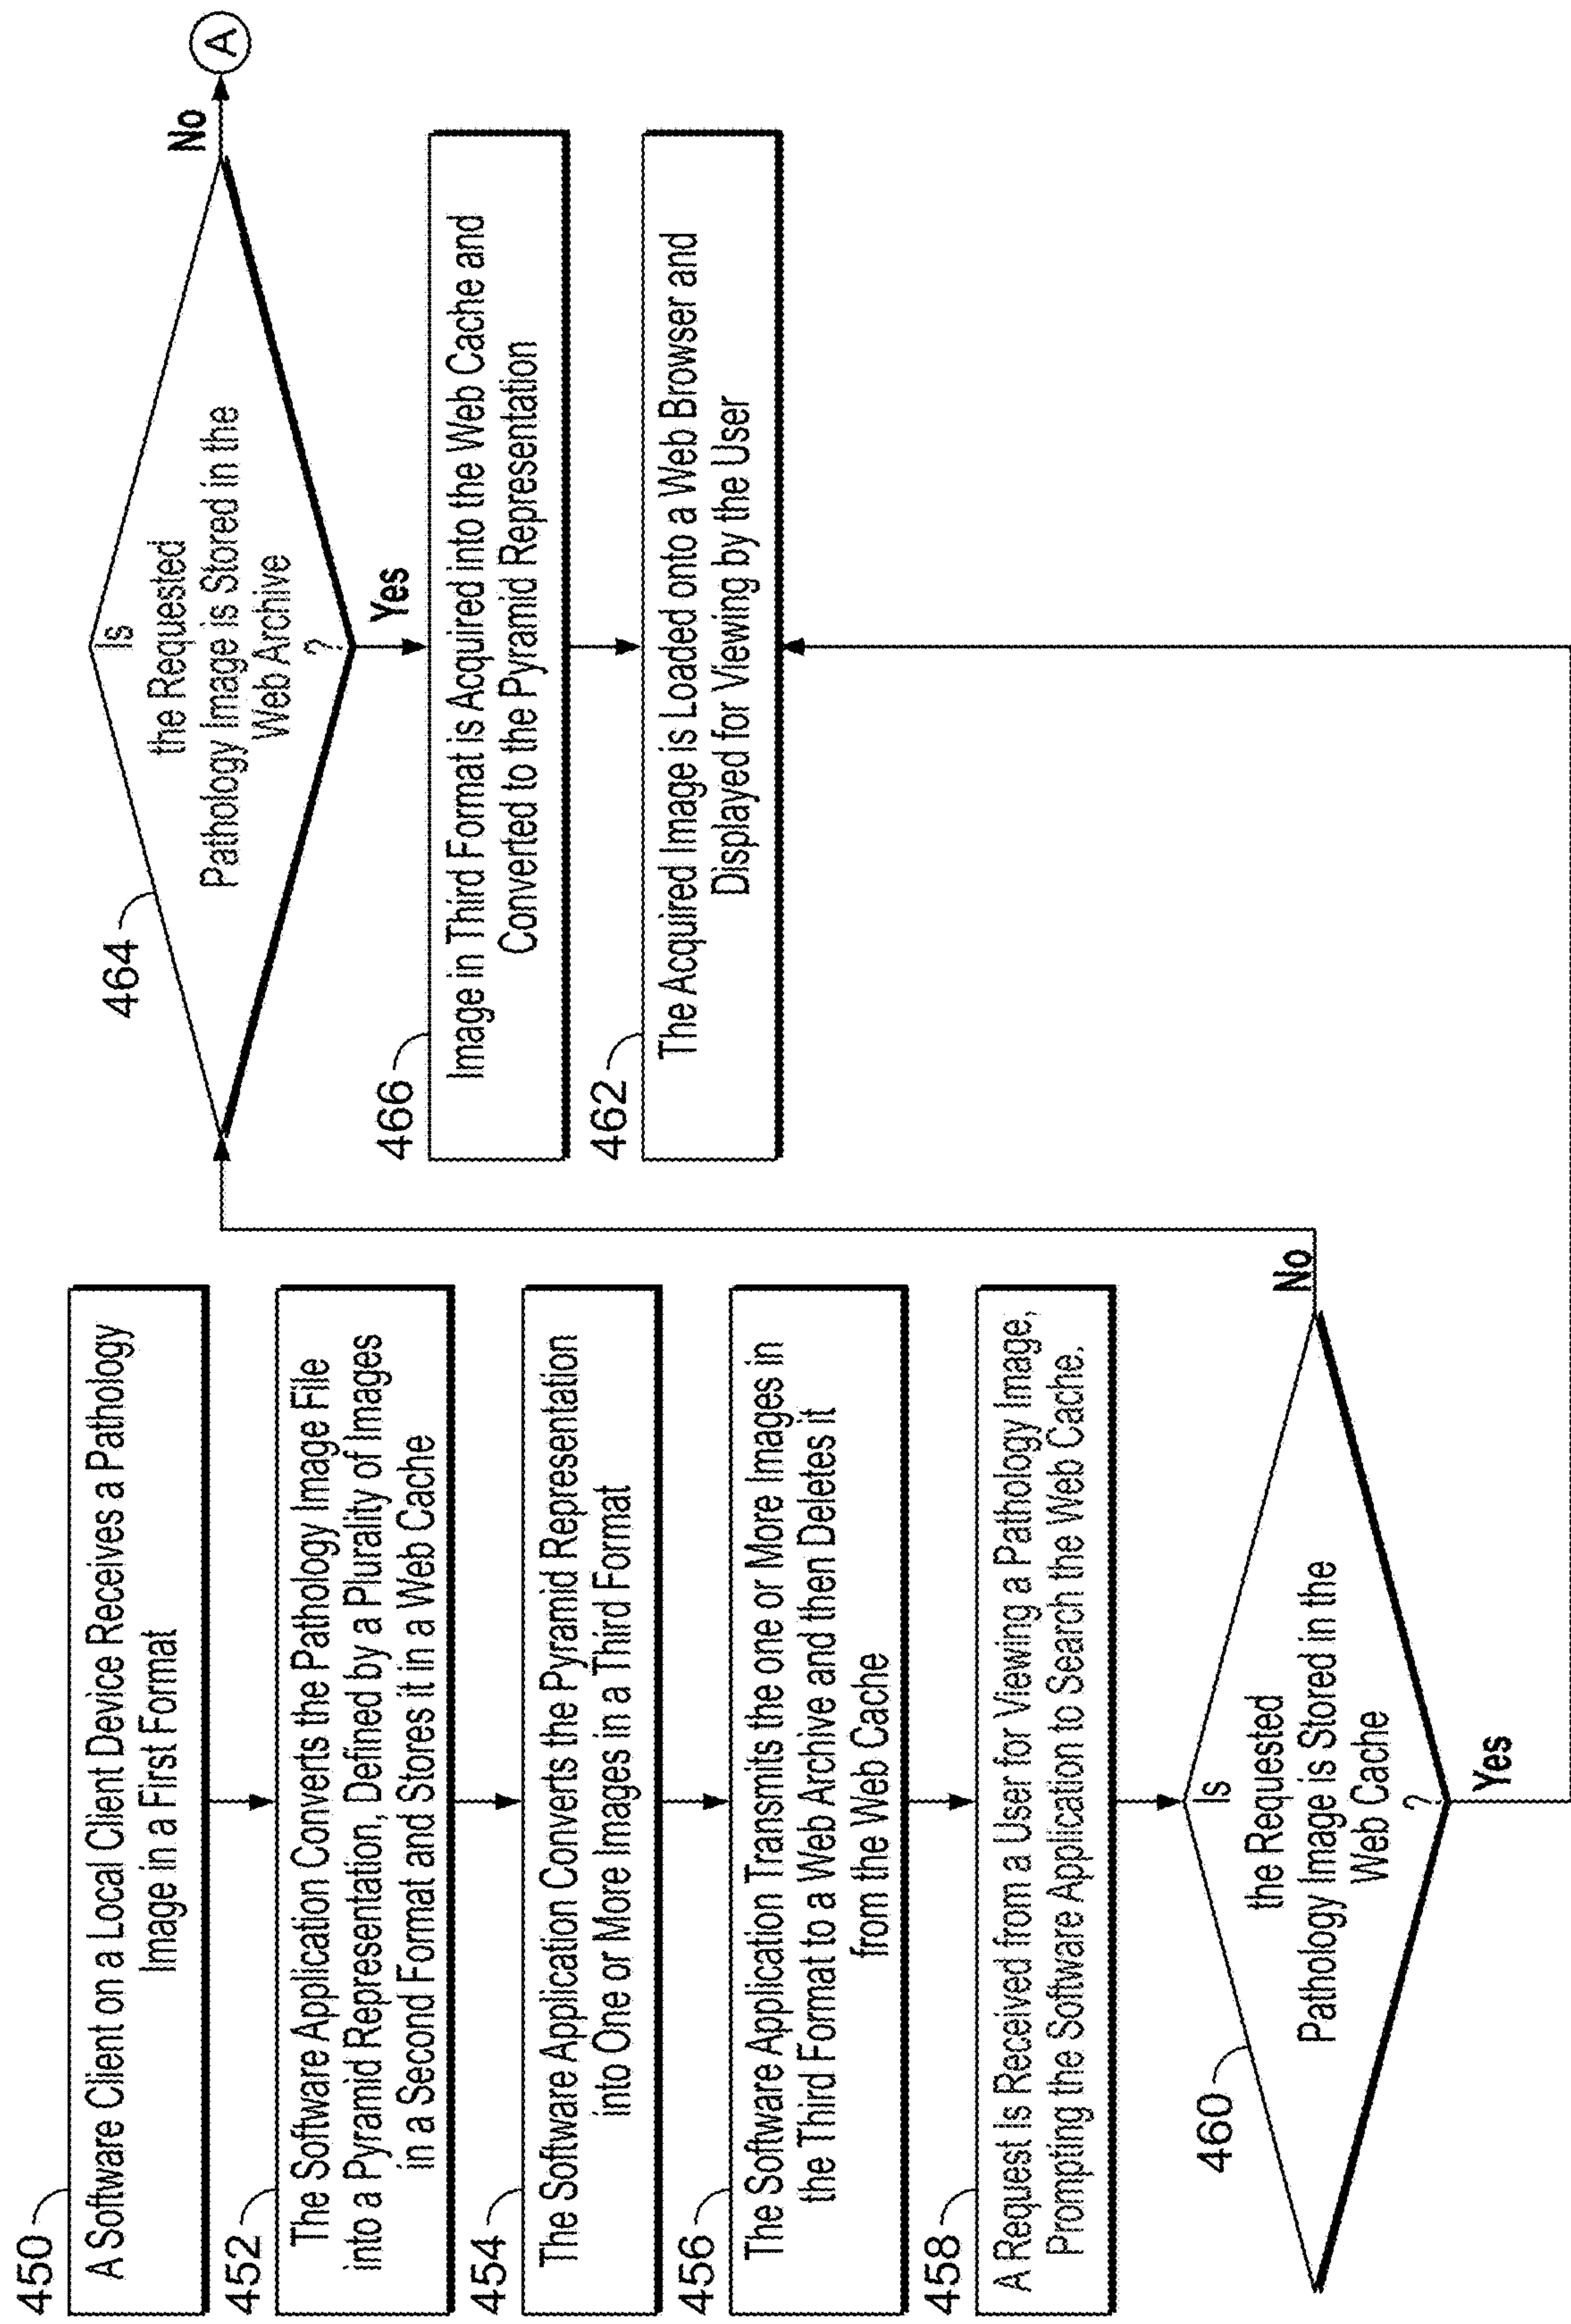 450
A Software Client on a Local Client Device Receives a Pathology
Image in a First Format
452
The Software Application Converts the Pathology Image File
into a Pyramid Representation, Defined by a Plurality of Images
in a Second Format and Stores it in a Web Cache
454
The Software Application Converts the Pyramid Representation
into One or More Images in a Third Format
456
The Software Application Transmits the one or More Images in
the Third Format to a Web Archive and then Deletes it
from the Web Cache
458
A Request Is Received from a User for Viewing a Pathology Image,
Prompting the Software Application to Search the Web Cache.
460
Is
the Requested
Pathology Image is Stored in the
Web Cache
?
No
Yes
464
Is
the Requested
Pathology Image is Stored in the
Web Archive
?
No
A
Yes
466
Image in Third Format is Acquired into the Web Cache and
Converted to the Pyramid Representation
462
The Acquired Image is Loaded onto a Web Browser and
Displayed for Viewing by the User